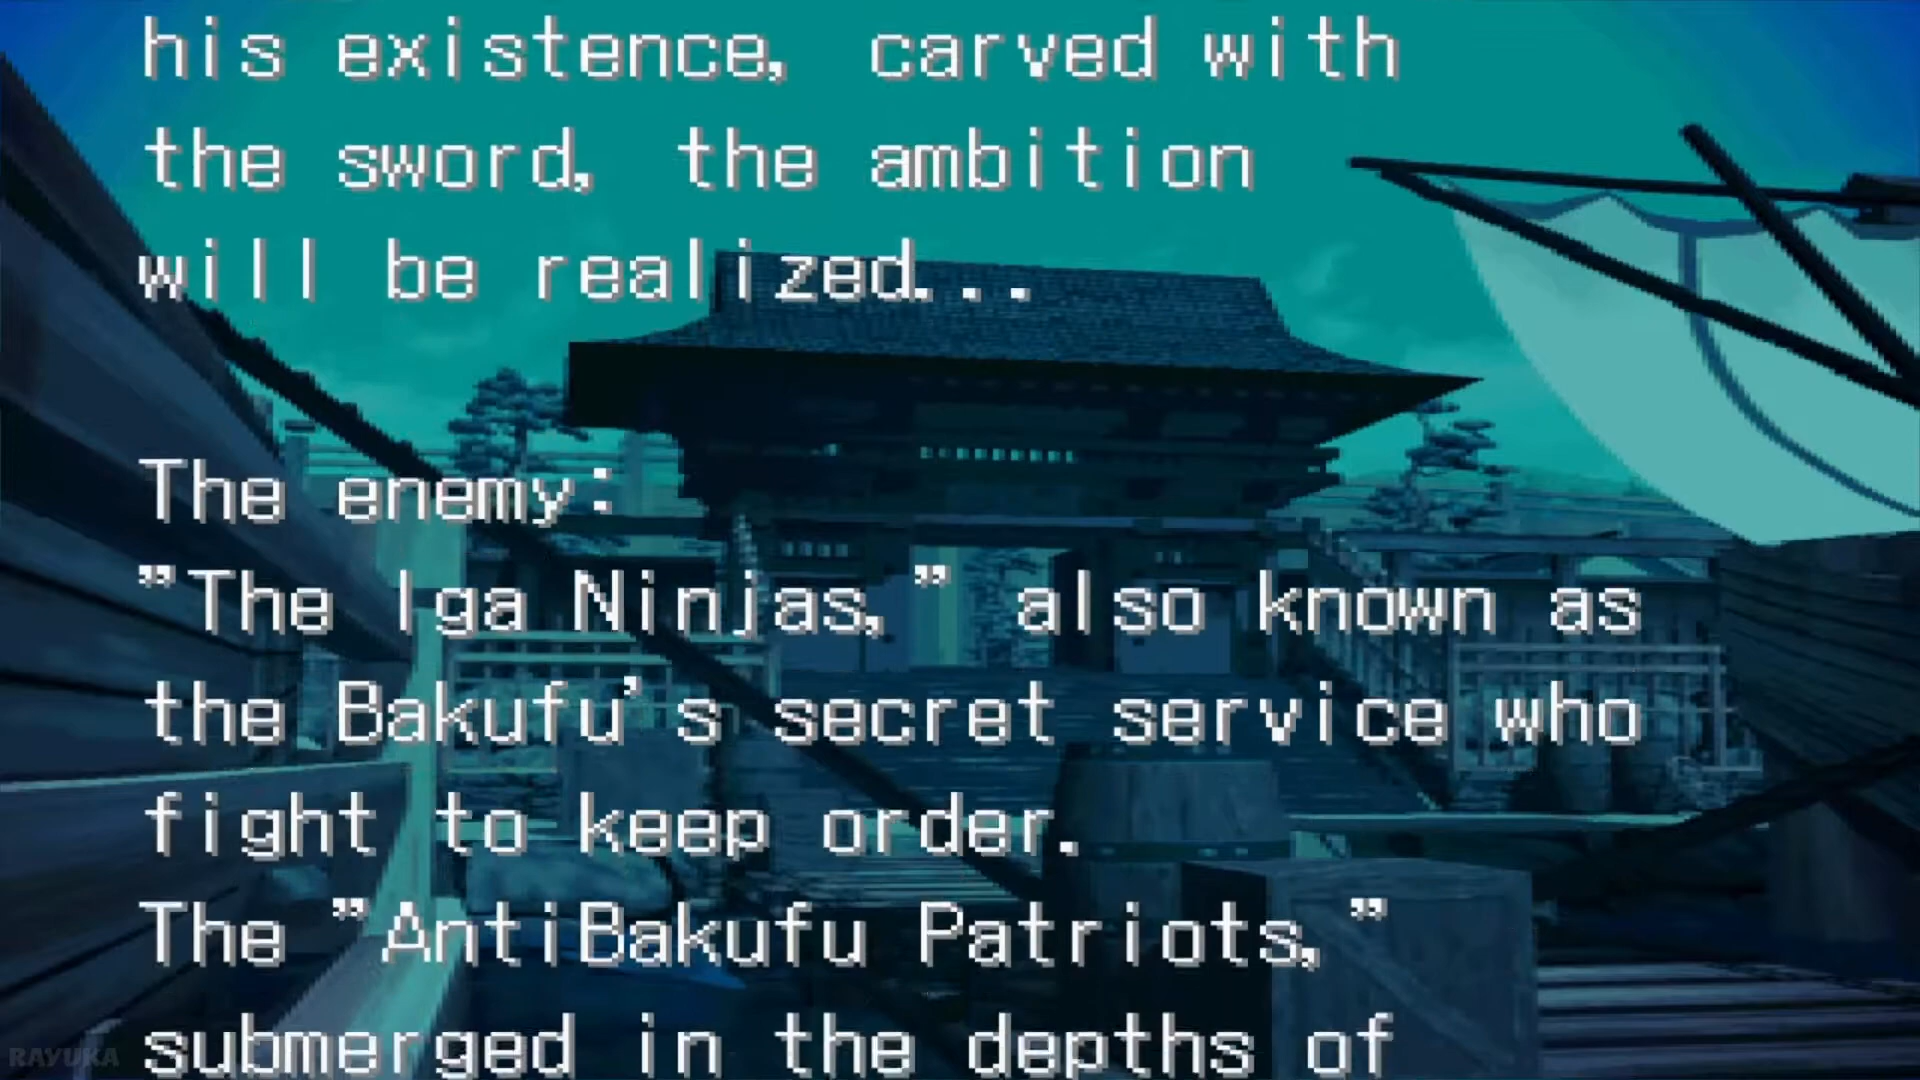 his existence, carved with
the sword, the ambition
will be realized...
The enemy:
"The Iga Ninjas," also known as
the Bakufu's secret service who
fight to keep order.
The "AntiBakufu Patriots,"
submerged in the depths of
RAYUKA